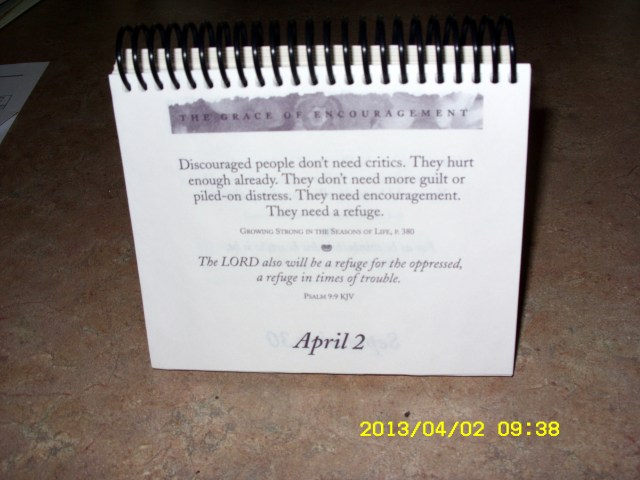 THE GRACE OF ENCOURAGEMENT
Discouraged people don't need critics. They hurt
enough already. They don't need more guilt or
piled-on distress. They need encouragement.
They need a refuge.
GROWING STRONG IN THE SEASONS OF LIFE, P. 380
The LORD also will be a refuge for the oppressed,
a refuge in times of trouble.
PSALM 9:9 KJV
April 2
2013/04/02 09:38